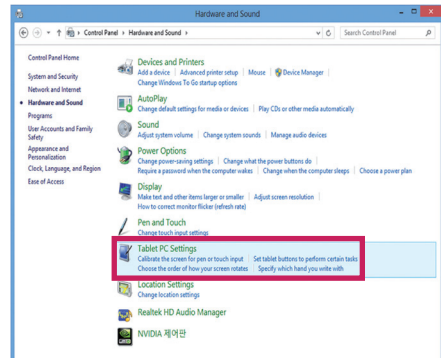 Hardware and Sound
Control Panel > Hardware and Sound >
Search Control Panel
Control Panel Home
System and Security
Network and Internet
Hardware and Sound
Programs
User Accounts and Family
Safety
Appearance and
Personalization
Clock, Language, and Region
Ease of Access
Devices and Printers
Add a device | Advanced printer setup | Mouse | Device Manager |
Change Windows To Go startup options
AutoPlay
Change default settings for media or devices | Play CDs or other media automatically
Sound
Adjust system volume | Change system sounds | Manage audio devices
Power Options
Change power-saving settings | Change what the power buttons do |
Require a password when the computer wakes | Change when the computer sleeps | Choose a power plan
Display
Make text and other items larger or smaller | Adjust screen resolution |
How to correct monitor flicker (refresh rate)
Pen and Touch
Change touch input settings
Tablet PC Settings
Calibrate the screen for pen or touch input | Set tablet buttons to perform certain tasks
Choose the order of how your screen rotates | Specify which hand you write with
Location Settings
Change location settings
Realtek HD Audio Manager
NVIDIA 제어판